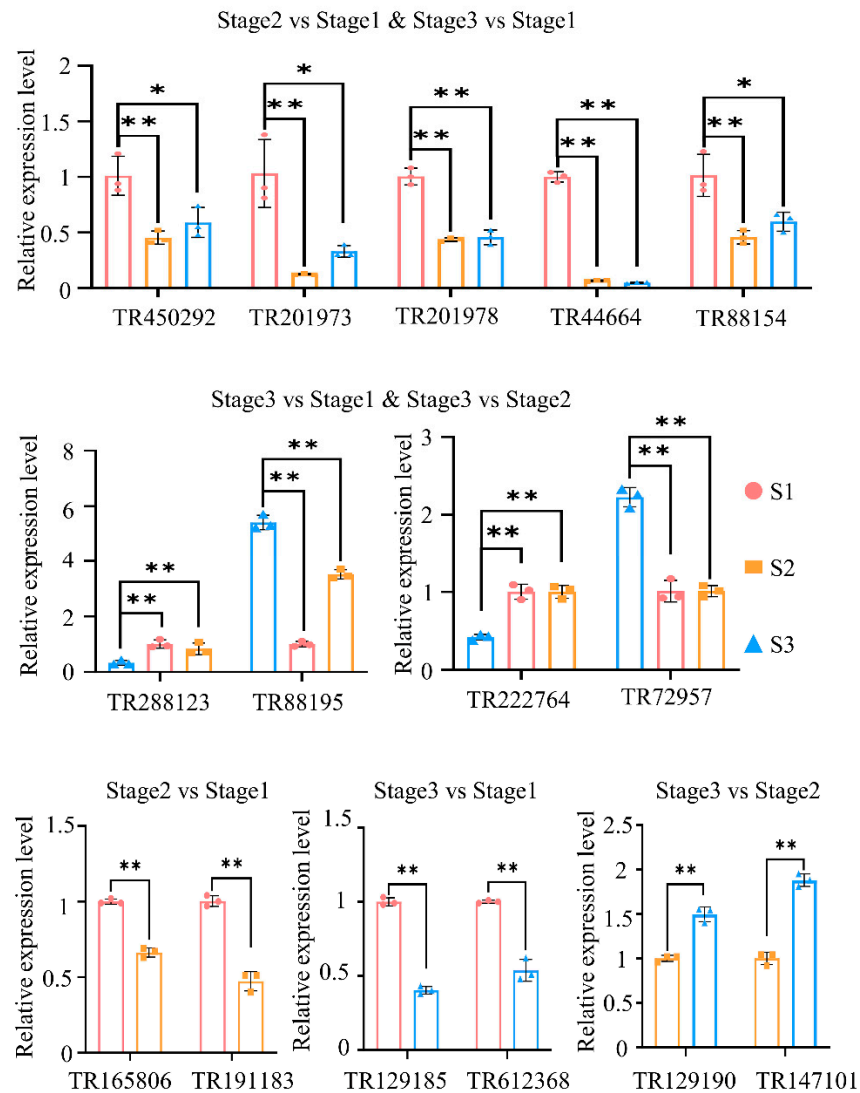 Stage2 vs Stage1 & Stage3 vs Stage1
Relative expression level
2
1.5
1
0.5
0
* ** * ** ** ** ** ** * **
TR450292 TR201973 TR201978 TR44664 TR88154
Stage3 vs Stage1 & Stage3 vs Stage2
Relative expression level
8
6
4
2
0
** ** ** **
TR288123 TR88195
Relative expression level
3
2
1
0
** ** ** **
TR222764 TR72957
S1
S2
S3
Stage2 vs Stage1
Relative expression level
1.5
1
0.5
0
** **
TR165806 TR191183
Stage3 vs Stage1
Relative expression level
1.5
1
0.5
0
** **
TR129185 TR612368
Stage3 vs Stage2
Relative expression level
2.5
2
1.5
1
0.5
0
** **
TR129190 TR147101